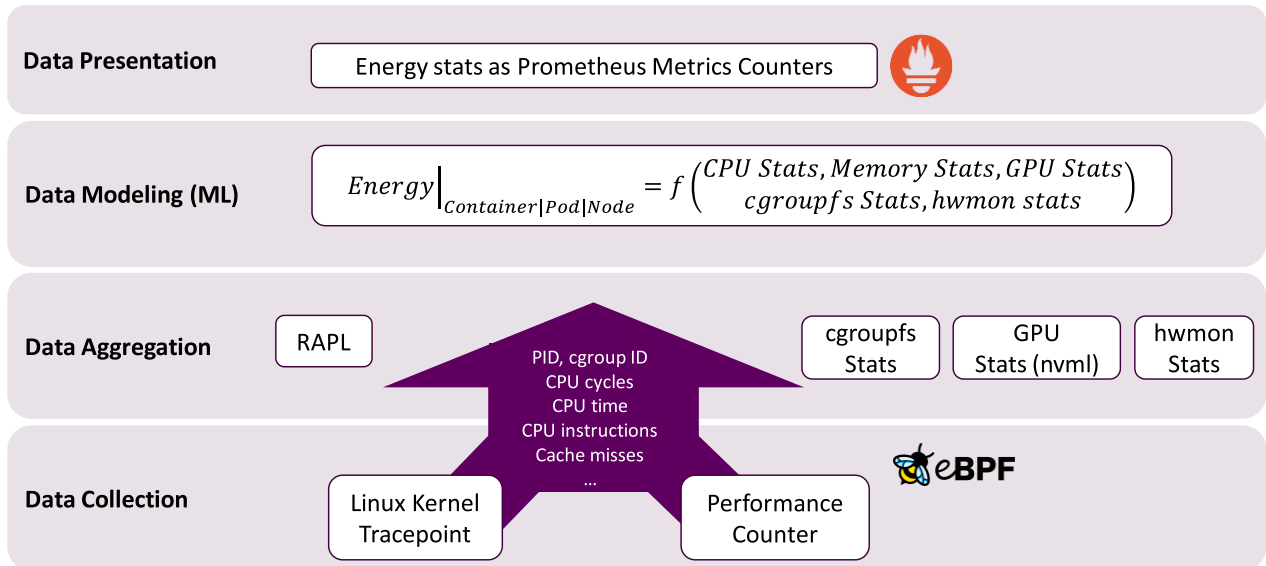 Data Presentation
Energy stats as Prometheus Metrics Counters
Data Modeling (ML)
Energy|Container|Pod|Node = f(CPU Stats, Memory Stats, GPU Stats
cgroupfs Stats, hwmon stats)
Data Aggregation
RAPL
PID, cgroup ID
CPU cycles
CPU time
CPU instructions
Cache misses
...
cgroupfs
Stats
GPU
Stats (nvml)
hwmon
Stats
Data Collection
Linux Kernel
Tracepoint
Performance
Counter
eBPF